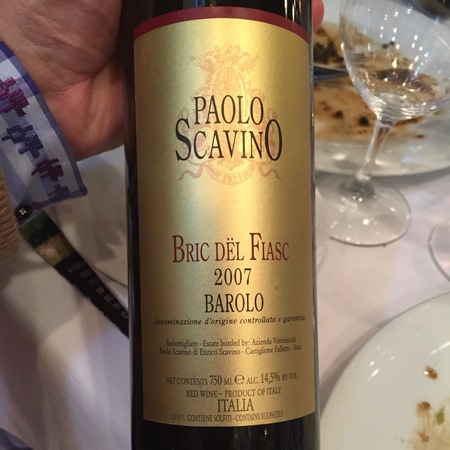 PAOLO
SCAVINO
1921
BRIC DËL FIASC
2007
BAROLO
denominazione d'origine controllata e garantita
Imbottigliato - Estate bottled by: Azienda Vitivinicola
Paolo Scavino di Enrico Scavino - Castiglione Falletto - Italia
NET CONTENTS 750 ML ℮ ALC. 14,5% BY VOL.
RED WINE - PRODUCT OF ITALY
ITALIA
CONTIENE SOLFITI - CONTAINS SULPHITES